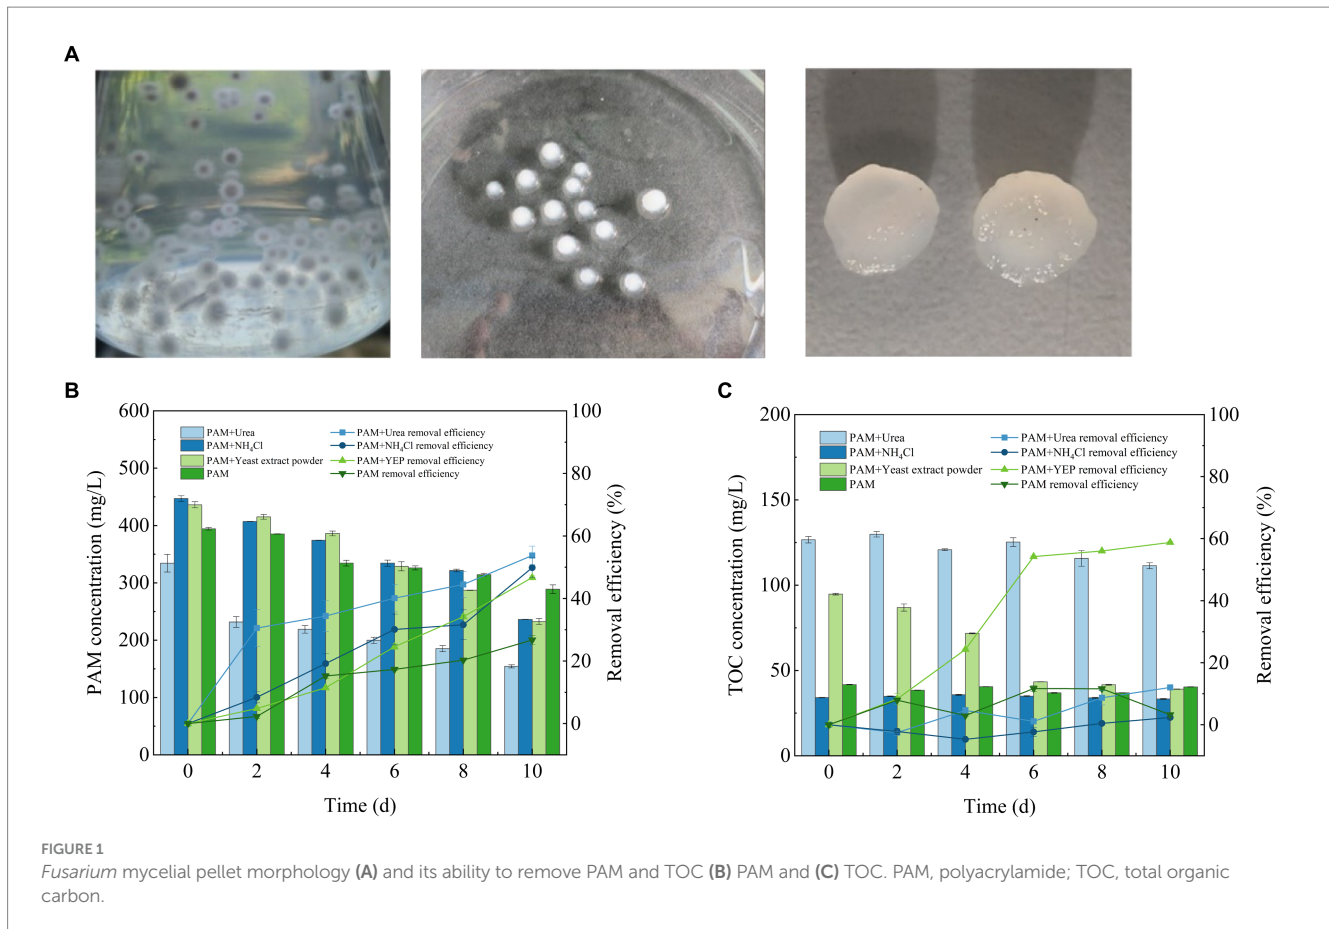 A
B
C
600
500
400
300
200
100
0
PAM concentration (mg/L)
100
80
60
40
20
0
Removal efficiency (%)
PAM+Urea
PAM+NH₄Cl
PAM+Yeast extract powder
PAM
PAM+Urea removal efficiency
PAM+NH₄Cl removal efficiency
PAM+YEP removal efficiency
PAM removal efficiency
0 2 4 6 8 10
Time (d)
200
150
100
50
0
TOC concentration (mg/L)
100
80
60
40
20
0
Removal efficiency (%)
PAM+Urea
PAM+NH₄Cl
PAM+Yeast extract powder
PAM
PAM+Urea removal efficiency
PAM+NH₄Cl removal efficiency
PAM+YEP removal efficiency
PAM removal efficiency
0 2 4 6 8 10
Time (d)
FIGURE 1
Fusarium mycelial pellet morphology (A) and its ability to remove PAM and TOC (B) PAM and (C) TOC. PAM, polyacrylamide; TOC, total organic
carbon.